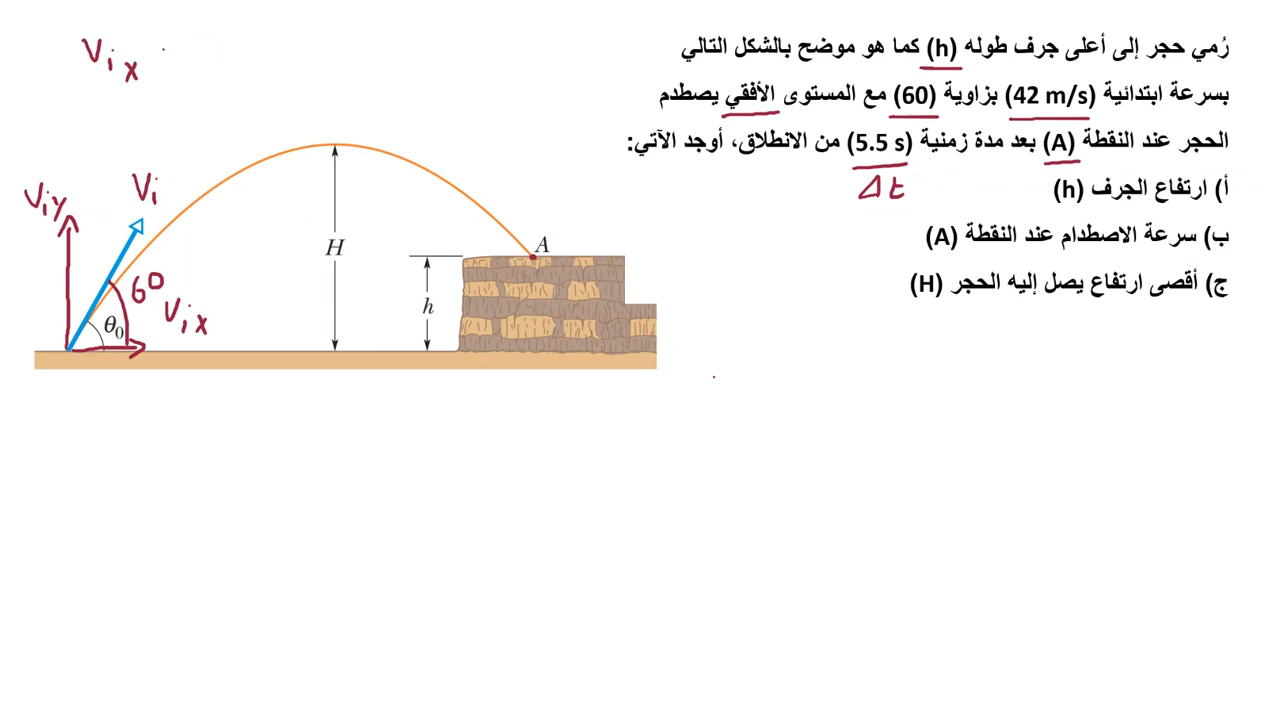 رُمي حجر إلى أعلى جرف طوله (h) كما هو موضح بالشكل التالي
بسرعة ابتدائية (42 m/s) بزاوية (60) مع المستوى الأفقي يصطدم
الحجر عند النقطة (A) بعد مدة زمنية (5.5 s) من الانطلاق، أوجد الآتي:
أ) ارتفاع الجرف (h)
ب) سرعة الاصطدام عند النقطة (A)
ج) أقصى ارتفاع يصل إليه الحجر (H)
Δt
Vix
Viy
Vi
60
Vix
θ0
H
h
A